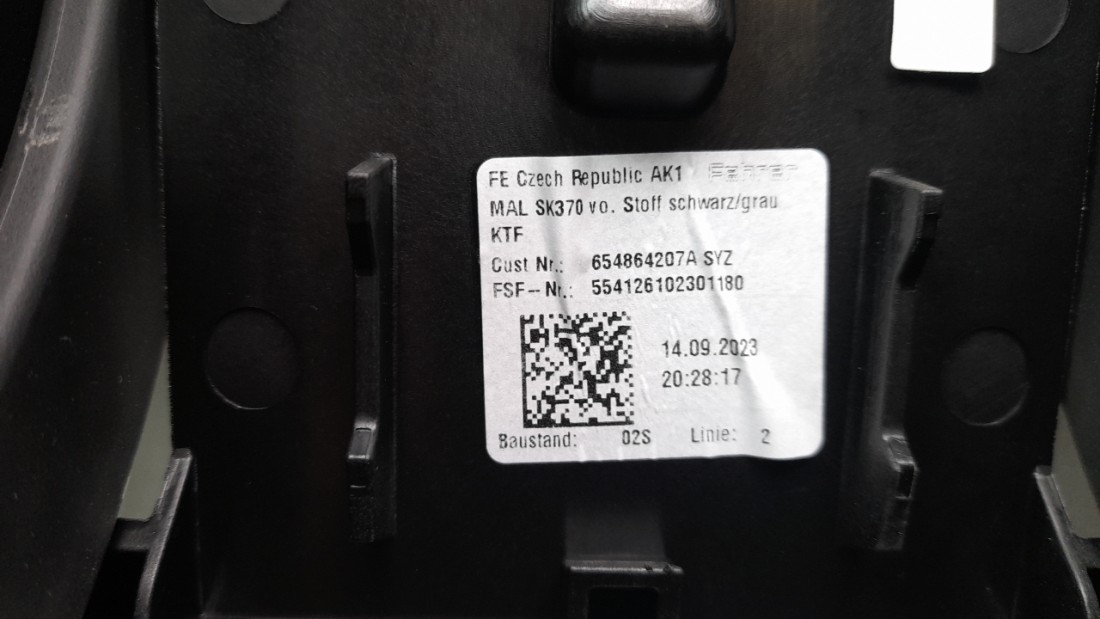 FE Czech Republic AK1 Fehrer
MAL SK370 vo. Stoff schwarz/grau
KTF
Cust Nr.: 654864207A SYZ
FSF-Nr.: 554126102301180
14.09.2023
20:28:17
Baustand: 02S Linie: 2